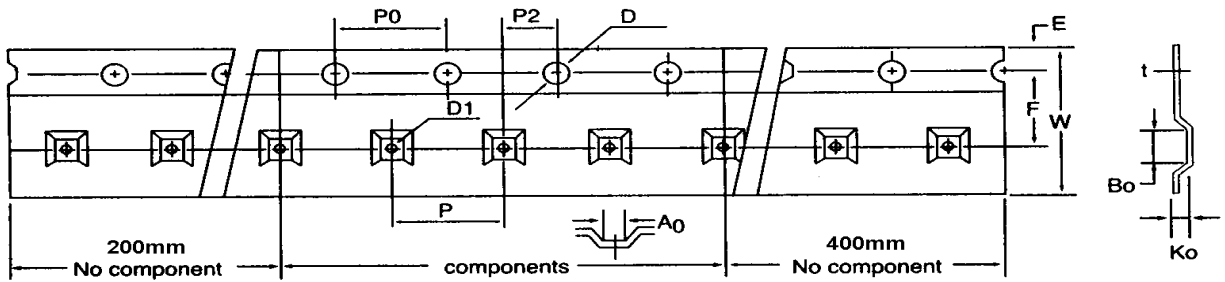 P0
P2
D
E
t
D1
F
W
Bo
P
A0
Ko
200mm
No component
components
400mm
No component